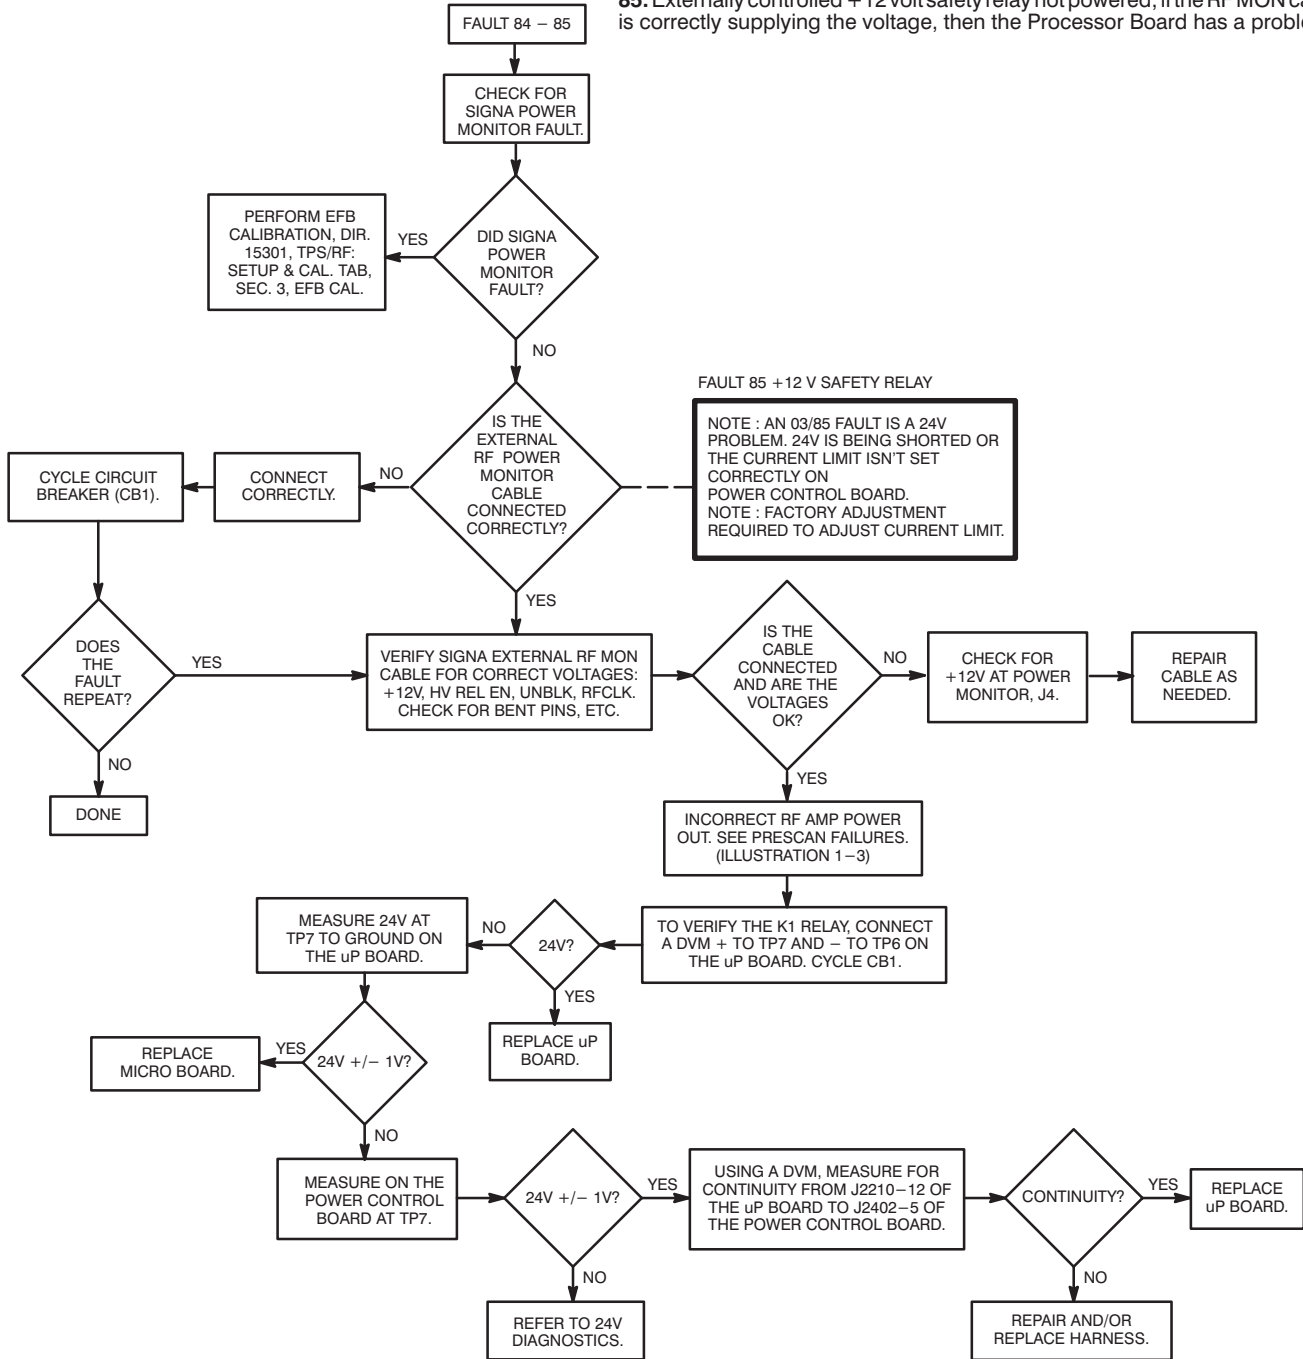 85. Externally controlled +12 volt safety relay not powered; if the RF MON
is correctly supplying the voltage, then the Processor Board has a
FAULT 84 – 85
CHECK FOR
SIGNA POWER
MONITOR FAULT.
PERFORM EFB
CALIBRATION, DIR.
15301, TPS/RF:
SETUP & CAL. TAB,
SEC. 3, EFB CAL.
YES
DID SIGNA
POWER
MONITOR
FAULT?
NO
FAULT 85 +12 V SAFETY RELAY
NOTE : AN 03/85 FAULT IS A 24V
PROBLEM. 24V IS BEING SHORTED OR
THE CURRENT LIMIT ISN'T SET
CORRECTLY ON
POWER CONTROL BOARD.
NOTE : FACTORY ADJUSTMENT
REQUIRED TO ADJUST CURRENT LIMIT.
IS THE
EXTERNAL
RF POWER
MONITOR
CABLE
CONNECTED
CORRECTLY?
NO
CONNECT
CORRECTLY.
CYCLE CIRCUIT
BREAKER (CB1).
YES
DOES
THE
FAULT
REPEAT?
YES
NO
DONE
VERIFY SIGNA EXTERNAL RF MON
CABLE FOR CORRECT VOLTAGES:
+12V, HV REL EN, UNBLK, RFCLK.
CHECK FOR BENT PINS, ETC.
IS THE
CABLE
CONNECTED
AND ARE THE
VOLTAGES
OK?
NO
CHECK FOR
+12V AT POWER
MONITOR, J4.
REPAIR
CABLE AS
NEEDED.
YES
INCORRECT RF AMP POWER
OUT. SEE PRESCAN FAILURES.
(ILLUSTRATION 1–3)
TO VERIFY THE K1 RELAY, CONNECT
A DVM + TO TP7 AND – TO TP6 ON
THE uP BOARD. CYCLE CB1.
24V?
NO
YES
REPLACE uP
BOARD.
MEASURE 24V AT
TP7 TO GROUND ON
THE uP BOARD.
24V +/– 1V?
YES
REPLACE
MICRO BOARD.
NO
MEASURE ON THE
POWER CONTROL
BOARD AT TP7.
24V +/– 1V?
YES
NO
REFER TO 24V
DIAGNOSTICS.
USING A DVM, MEASURE FOR
CONTINUITY FROM J2210–12 OF
THE uP BOARD TO J2402–5 OF
THE POWER CONTROL BOARD.
CONTINUITY?
YES
REPLACE
uP BOARD.
NO
REPAIR AND/OR
REPLACE HARNESS.